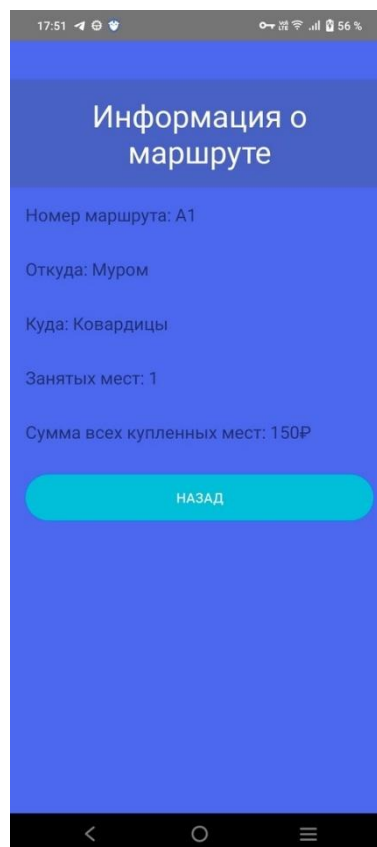 17:51 56 %
Информация о
маршруте
Номер маршрута: А1
Откуда: Муром
Куда: Ковардицы
Занятых мест: 1
Сумма всех купленных мест: 150₽
НАЗАД